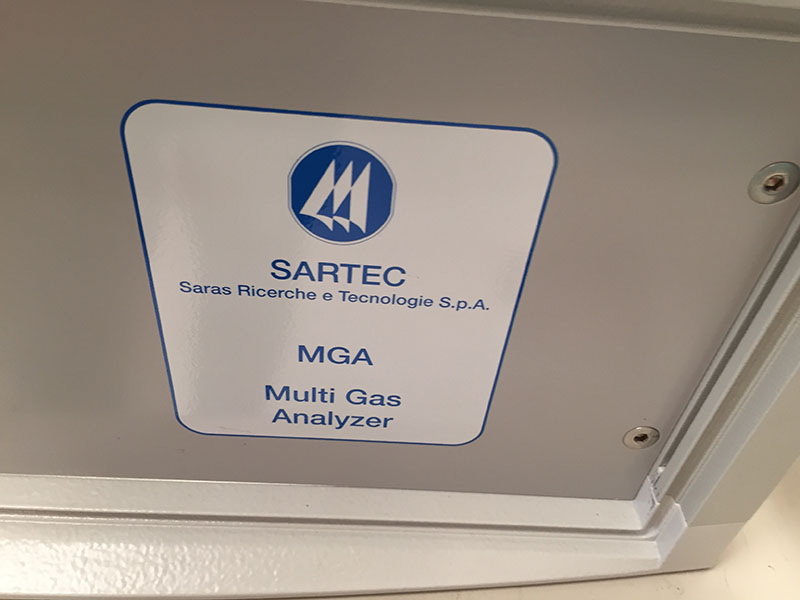 SARTEC
Saras Ricerche e Tecnologie S.p.A.
MGA
Multi Gas
Analyzer